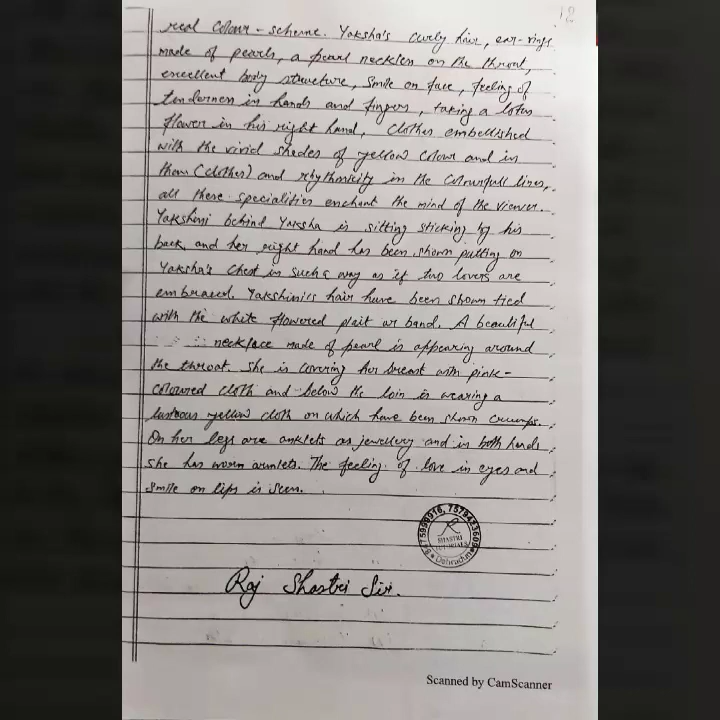 real colour-scheme. Yaksha's curly hair, ear-rings
made of pearls, a pearl neckless on the throat,
excellent body structure, smile on face, feeling of
tenderness in hands and fingers, taking a lotus
flower in his right hand, clothes embellished
with the vivid shades of yellow colour and in
them (clothes) and rhythmicity in the colourfull lines,
all these specialities enchant the mind of the viewer.
Yakshini behind Yaksha is sitting sticking by his
back and her right hand has been shown putting on
Yaksha's chest in such a way as if two lovers are
embraced. Yakshini's hair have been shown tied
with the white flowered plait or band. A beautiful
necklace made of pearl is appearing around
the throat. She is covering her breast with pink-
coloured cloth and below the loin is wearing a
lustrous yellow cloth on which have been shown crumps.
On her legs are anklets as jewellery and in both hands
she has worn armlets. The feeling of love in eyes and
smile on lips is seen.
SHASTRI
TUTORIALS
Dehradun
Raj Shastri Sir.
Scanned by CamScanner